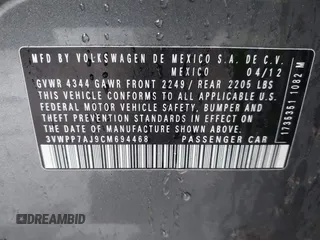 MFD BY VOLKSWAGEN DE MEXICO S.A. DE C.V.
MEXICO 04/12
GVWR 4344 GAWR FRONT 2249 / REAR 2205 LBS
THIS VEHICLE CONFORMS TO ALL APPLICABLE U.S.
FEDERAL MOTOR VEHICLE SAFETY, BUMPER AND
THEFT PREVENTION STANDARDS IN EFFECT ON
THE DATE OF MANUFACTURE SHOWN ABOVE
3VWPP7AJ9CM694468 PASSENGER CAR
1736351 1082 M
DREAMBID